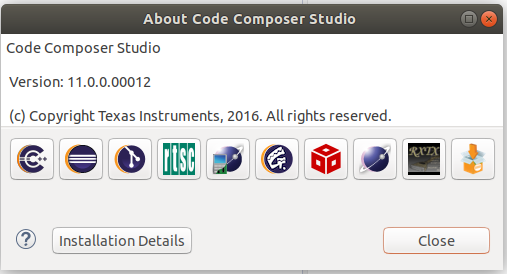 About Code Composer Studio
Code Composer Studio
Version: 11.0.0.00012
(c) Copyright Texas Instruments, 2016. All rights reserved.
rtsc
RXTX
?
Installation Details
Close